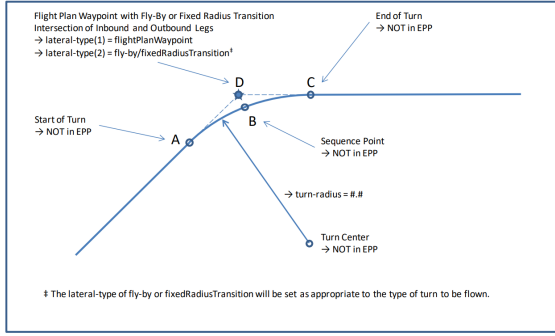 Flight Plan Waypoint with Fly-By or Fixed Radius Transition
Intersection of Inbound and Outbound Legs
→ lateral-type(1) = flightPlanWaypoint
→ lateral-type(2) = fly-by/fixedRadiusTransition‡
End of Turn
→ NOT in EPP
D
C
Start of Turn
→ NOT in EPP
A
B
Sequence Point
→ NOT in EPP
→ turn-radius = #.#
Turn Center
→ NOT in EPP
‡ The lateral-type of fly-by or fixedRadiusTransition will be set as appropriate to the type of turn to be flown.